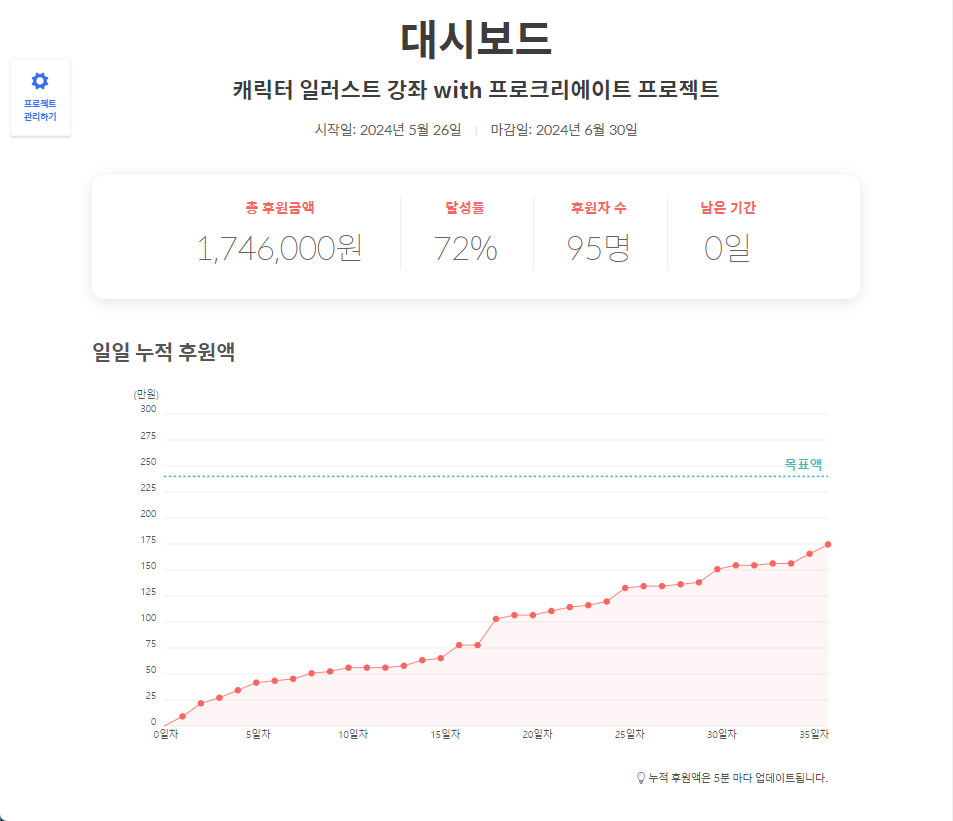 대시보드
캐릭터 일러스트 강좌 with 프로크리에이트 프로젝트
프로젝트
관리하기
시작일: 2024년 5월 26일 마감일: 2024년 6월 30일
총 후원금액 달성률 후원자 수 남은 기간
1,746,000원 72% 95명 0일
일일 누적 후원액
(만원)
300
275
250
목표액
225
200
175
150
125
100
75
50
25
0
0일차 5일차 10일차 15일차 20일차 25일차 30일차 35일차
누적 후원액은 5분 마다 업데이트됩니다.